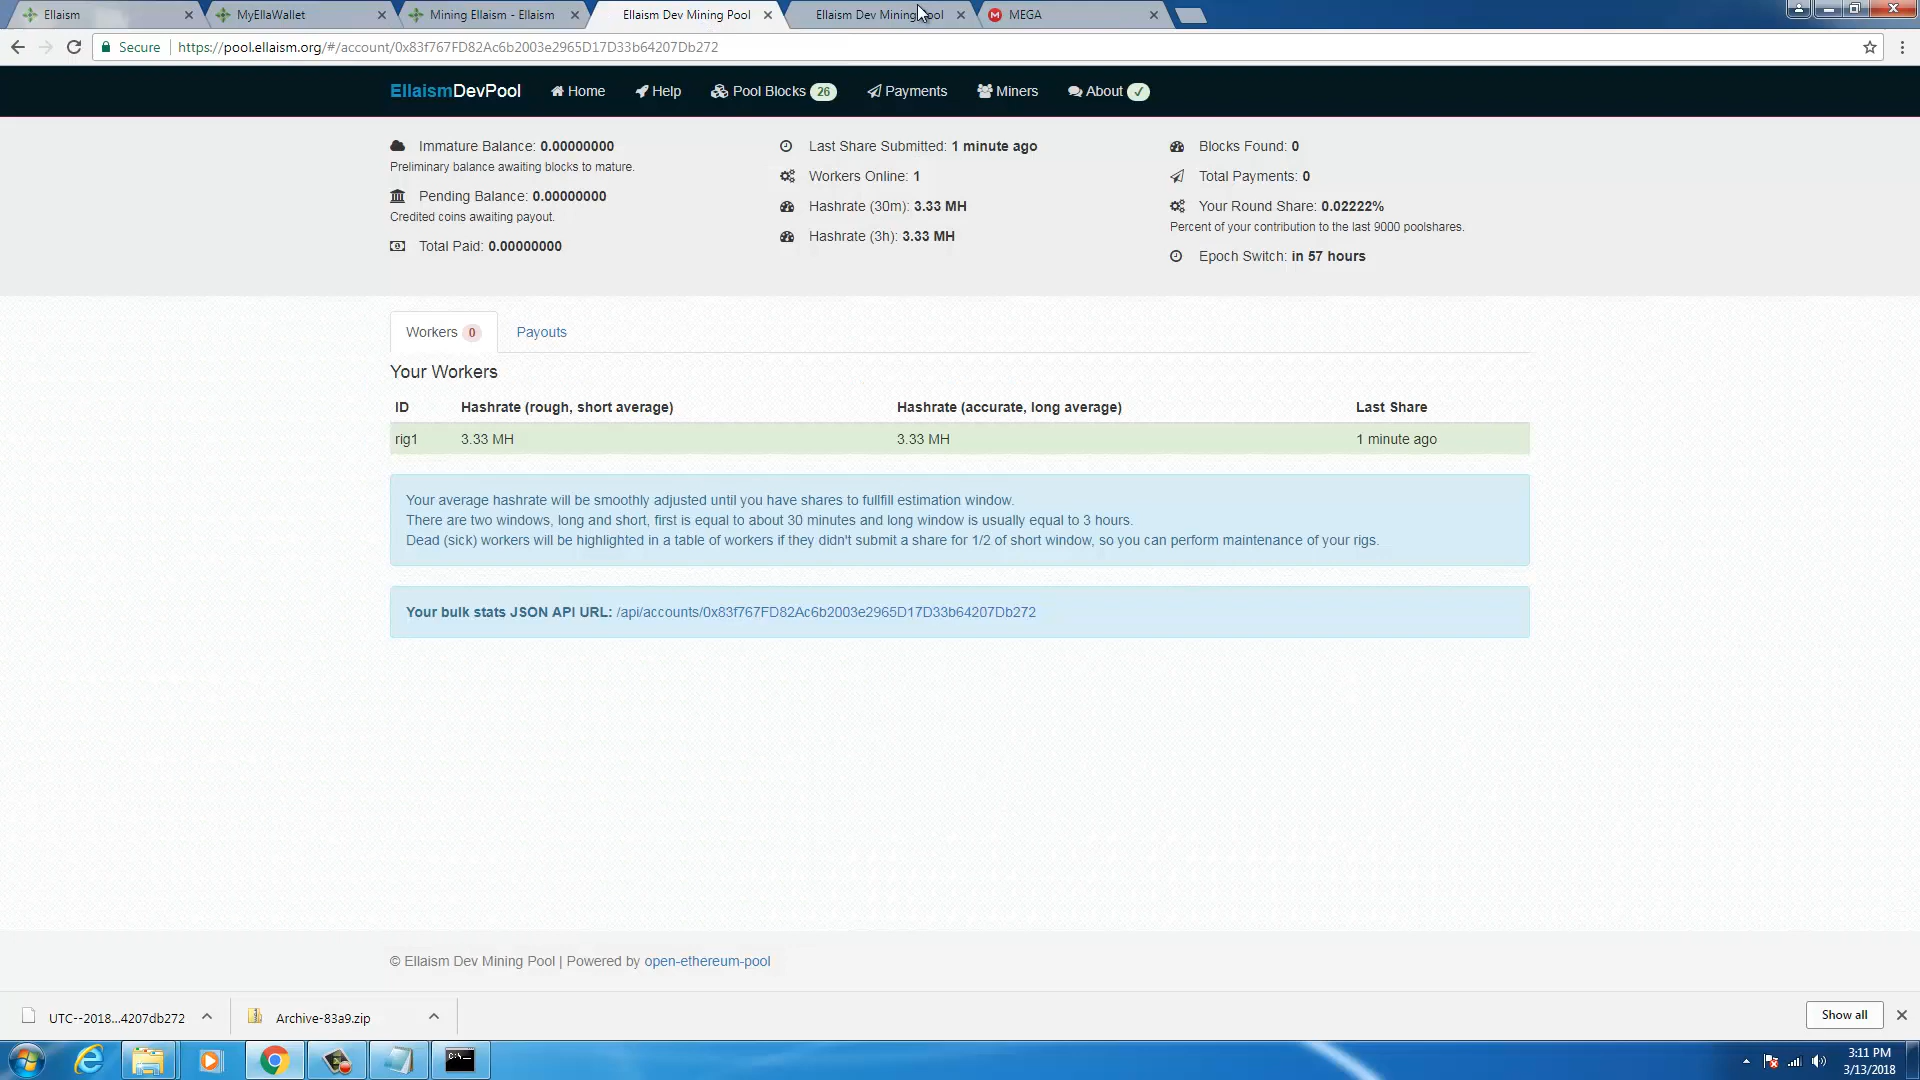 Ellaism
MyEllaWallet
Mining Ellaism - Ellaism
Ellaism Dev Mining Pool
Ellaism Dev Mining Pool
MEGA
Secure
https://pool.ellaism.org/#/account/0x83f767FD82Ac6b2003e2965D17D33b64207Db272
EllaismDevPool
Home
Help
Pool Blocks 26
Payments
Miners
About
Immature Balance: 0.00000000
Preliminary balance awaiting blocks to mature.
Pending Balance: 0.00000000
Credited coins awaiting payout.
Total Paid: 0.00000000
Last Share Submitted: 1 minute ago
Workers Online: 1
Hashrate (30m): 3.33 MH
Hashrate (3h): 3.33 MH
Blocks Found: 0
Total Payments: 0
Your Round Share: 0.02222%
Percent of your contribution to the last 9000 poolshares.
Epoch Switch: in 57 hours
Workers 0
Payouts
Your Workers
ID Hashrate (rough, short average) Hashrate (accurate, long average) Last Share
rig1 3.33 MH 3.33 MH 1 minute ago
Your average hashrate will be smoothly adjusted until you have shares to fullfill estimation window.
There are two windows, long and short, first is equal to about 30 minutes and long window is usually equal to 3 hours.
Dead (sick) workers will be highlighted in a table of workers if they didn't submit a share for 1/2 of short window, so you can perform maintenance of your rigs.
Your bulk stats JSON API URL: /api/accounts/0x83f767FD82Ac6b2003e2965D17D33b64207Db272
© Ellaism Dev Mining Pool | Powered by open-ethereum-pool
UTC--2018...4207db272
Archive-83a9.zip
Show all
3:11 PM
3/13/2018